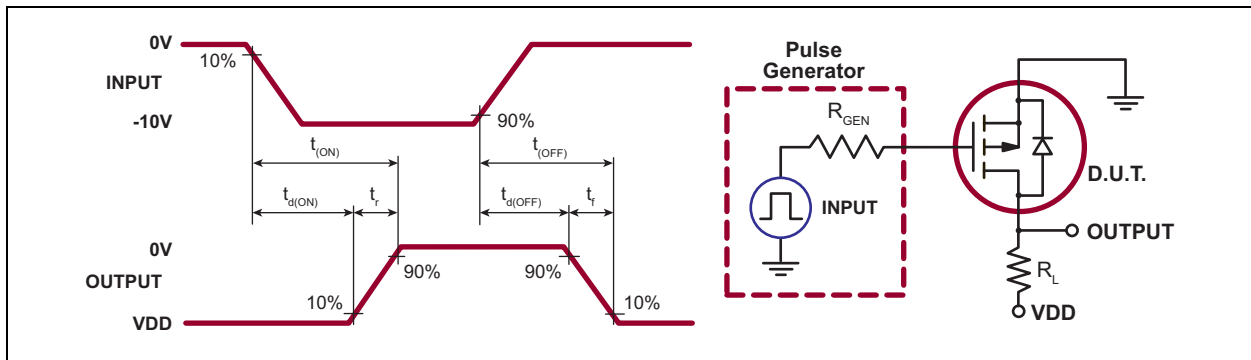 0V
10%
INPUT
-10V
90%
t(ON)
t(OFF)
td(ON)
tr
td(OFF)
tf
0V
OUTPUT
90%
90%
10%
10%
VDD
Pulse
Generator
RGEN
INPUT
D.U.T.
OUTPUT
RL
VDD